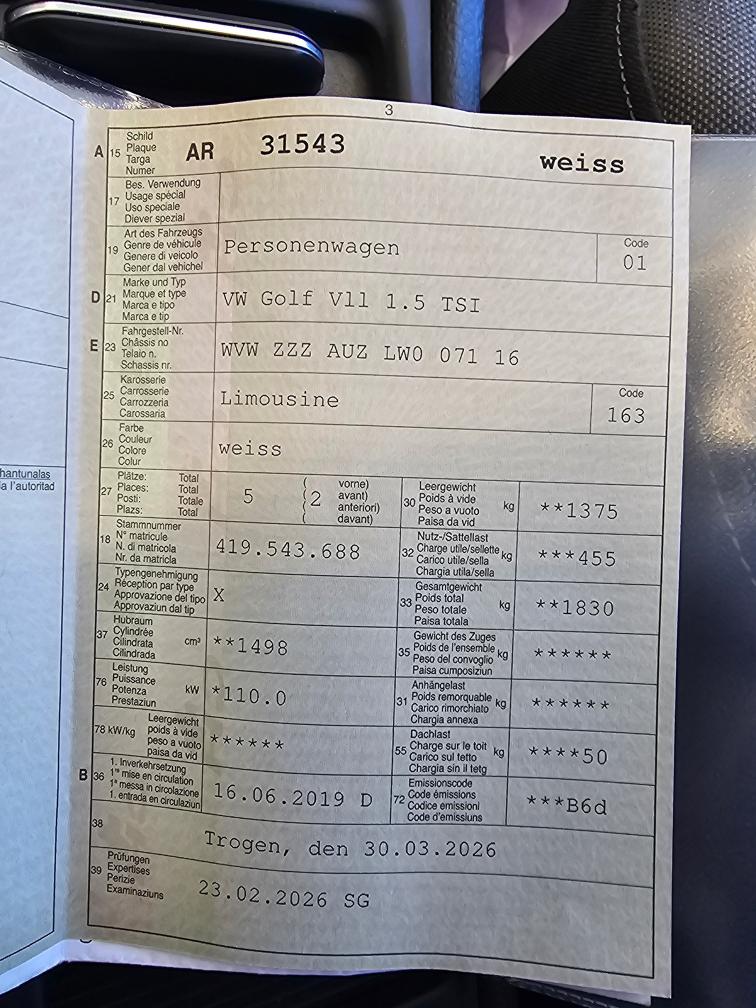 3
A 15 Schild
Plaque
Targa
Numer
AR 31543 weiss
17 Bes. Verwendung
Usage spécial
Uso speciale
Diever spezial
19 Art des Fahrzeugs
Genre de véhicule
Genere di veicolo
Gener dal vehichel
Personenwagen
Code
01
D 21 Marke und Typ
Marque et type
Marca e tipo
Marca e tip
VW Golf Vll 1.5 TSI
E 23 Fahrgestell-Nr.
Châssis no
Telaio n.
Schassis nr.
WVW ZZZ AUZ LW0 071 16
25 Karosserie
Carrosserie
Carrozzeria
Carossaria
Limousine
Code
163
26 Farbe
Couleur
Colore
Colur
weiss
27 Plätze: Total
Places: Total
Posti: Totale
Plazs: Total
5
( 2 vorne)
( avant)
( anteriori)
( davant)
30 Leergewicht
Poids à vide
Peso a vuoto
Paisa da vid
kg
**1375
18 Stammnummer
N° matricule
N. di matricola
Nr. da matricla
419.543.688
32 Nutz-/Sattellast
Charge utile/sellette
Carico utile/sella
Chargia utila/sella
kg
***455
24 Typengenehmigung
Réception par type
Approvazione del tipo
Approvaziun dal tip
X
33 Gesamtgewicht
Poids total
Peso totale
Paisa totala
kg
**1830
37 Hubraum
Cylindrée
Cilindrata
Cilindrada
cm³
**1498
35 Gewicht des Zuges
Poids de l'ensemble
Peso del convoglio
Paisa cumposiziun
kg
******
76 Leistung
Puissance
Potenza
Prestaziun
kW
*110.0
31 Anhängelast
Poids remorquable
Carico rimorchiato
Chargia annexa
kg
******
78 kW/kg Leergewicht
poids à vide
peso a vuoto
paisa da vid
******
55 Dachlast
Charge sur le toit
Carico sul tetto
Chargia sin il tetg
kg
****50
B 36 1. Inverkehrsetzung
1re mise en circulation
1a messa in circolazione
1. entrada en circulaziun
16.06.2019 D
72 Emissionscode
Code émissions
Codice emissioni
Code d'emissiuns
***B6d
38
Trogen, den 30.03.2026
39 Prüfungen
Expertises
Perizie
Examinaziuns
23.02.2026 SG
hantunalas
a l'autoritad